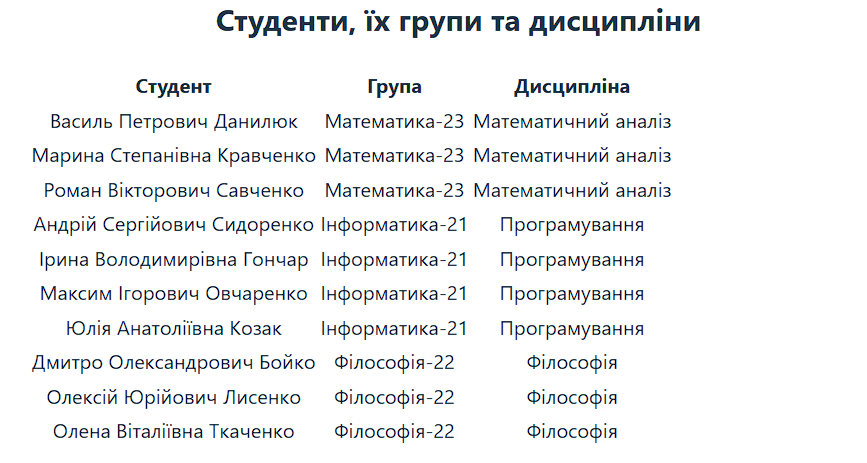 Студенти, їх групи та дисципліни
Студент Група Дисципліна
Василь Петрович Данилюк Математика-23 Математичний аналіз
Марина Степанівна Кравченко Математика-23 Математичний аналіз
Роман Вікторович Савченко Математика-23 Математичний аналіз
Андрій Сергійович Сидоренко Інформатика-21 Програмування
Ірина Володимирівна Гончар Інформатика-21 Програмування
Максим Ігорович Овчаренко Інформатика-21 Програмування
Юлія Анатоліївна Козак Інформатика-21 Програмування
Дмитро Олександрович Бойко Філософія-22 Філософія
Олексій Юрійович Лисенко Філософія-22 Філософія
Олена Віталіївна Ткаченко Філософія-22 Філософія